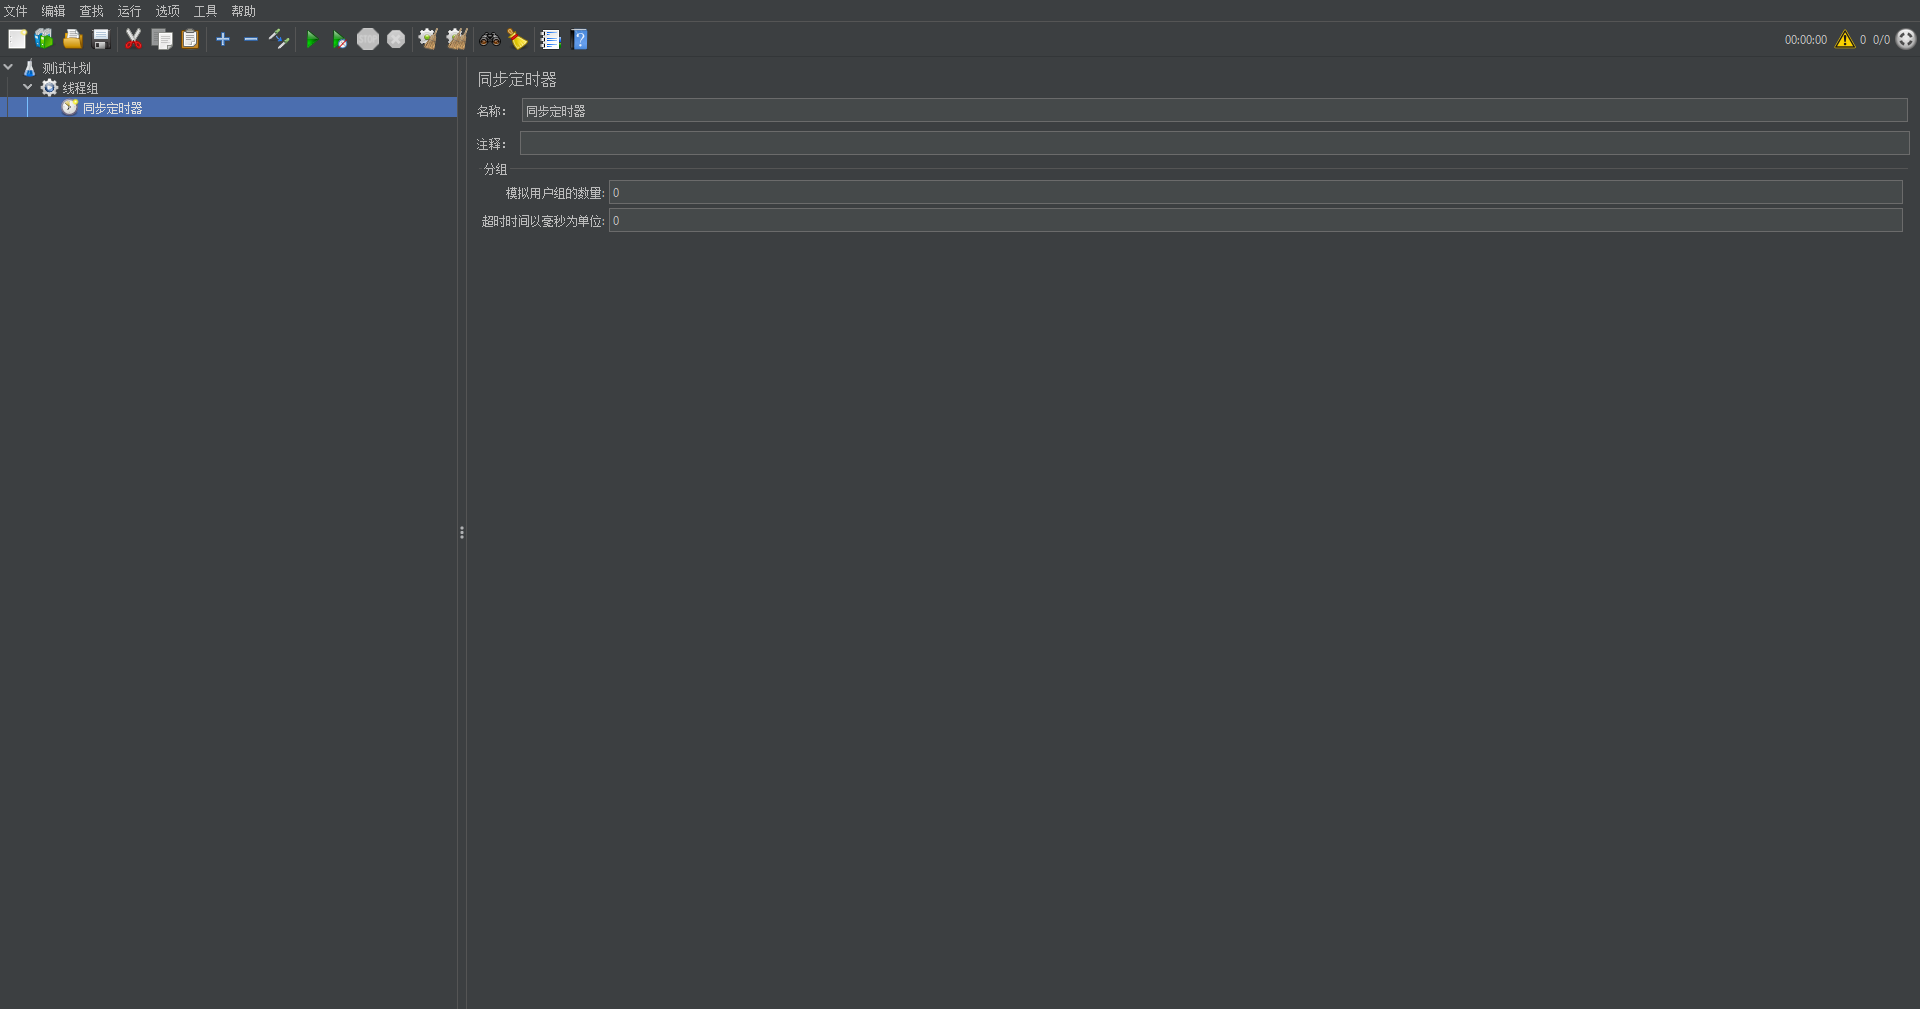 文件 编辑 查找 运行 选项 工具 帮助
00:00:00 0 0/0
测试计划
线程组
同步定时器
同步定时器
名称： 同步定时器
注释：
分组
模拟用户组的数量: 0
超时时间以毫秒为单位: 0